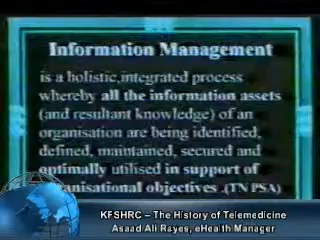 Information Management
is a holistic,integrated process
whereby all the information assets
(and resultant knowledge) of an
organisation are being identified,
defined, maintained, secured and
optimally utilised in support of
organisational objectives .(TN PSA)
KFSHRC – The History of Telemedicine
Asaad Ali Rayes, eHealth Manager